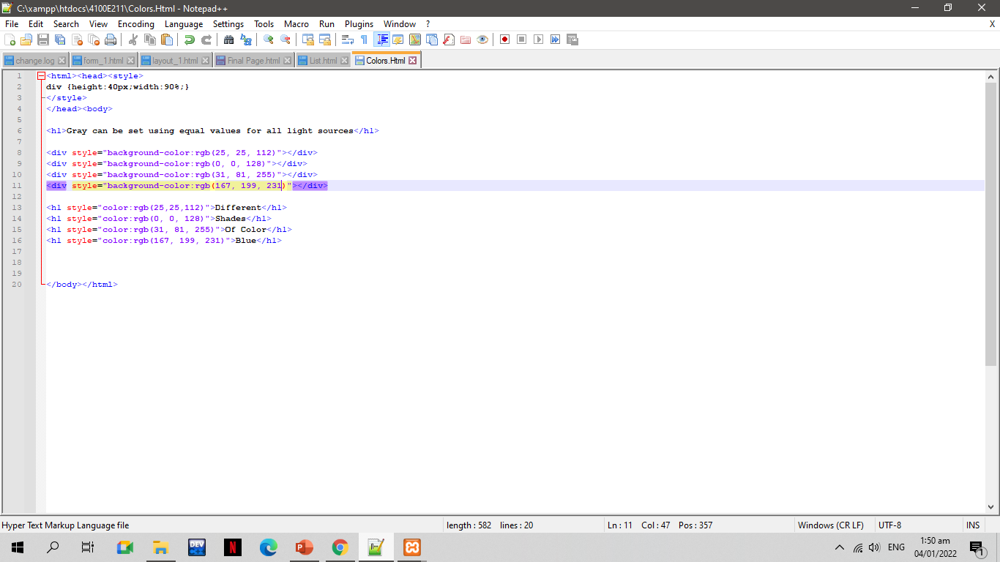 C:\xampp\htdocs\4100E211\Colors.Html - Notepad++
File Edit Search View Encoding Language Settings Tools Macro Run Plugins Window ? X
change.log form_1.html layout_1.html Final Page.html List.html Colors.Html
1 <html><head><style>
2 div {height:40px;width:90%;}
3 </style>
4 </head><body>
5
6 <h1>Gray can be set using equal values for all light sources</h1>
7
8 <div style="background-color:rgb(25, 25, 112)"></div>
9 <div style="background-color:rgb(0, 0, 128)"></div>
10 <div style="background-color:rgb(31, 81, 255)"></div>
11 <div style="background-color:rgb(167, 199, 231)"></div>
12
13 <h1 style="color:rgb(25,25,112)">Different</h1>
14 <h1 style="color:rgb(0, 0, 128)">Shades</h1>
15 <h1 style="color:rgb(31, 81, 255)">Of Color</h1>
16 <h1 style="color:rgb(167, 199, 231)">Blue</h1>
17
18
19
20 </body></html>
Hyper Text Markup Language file length : 582 lines : 20 Ln : 11 Col : 47 Pos : 357 Windows (CR LF) UTF-8 INS
DEV C++ N P ENG 1:50 am
04/01/2022 1